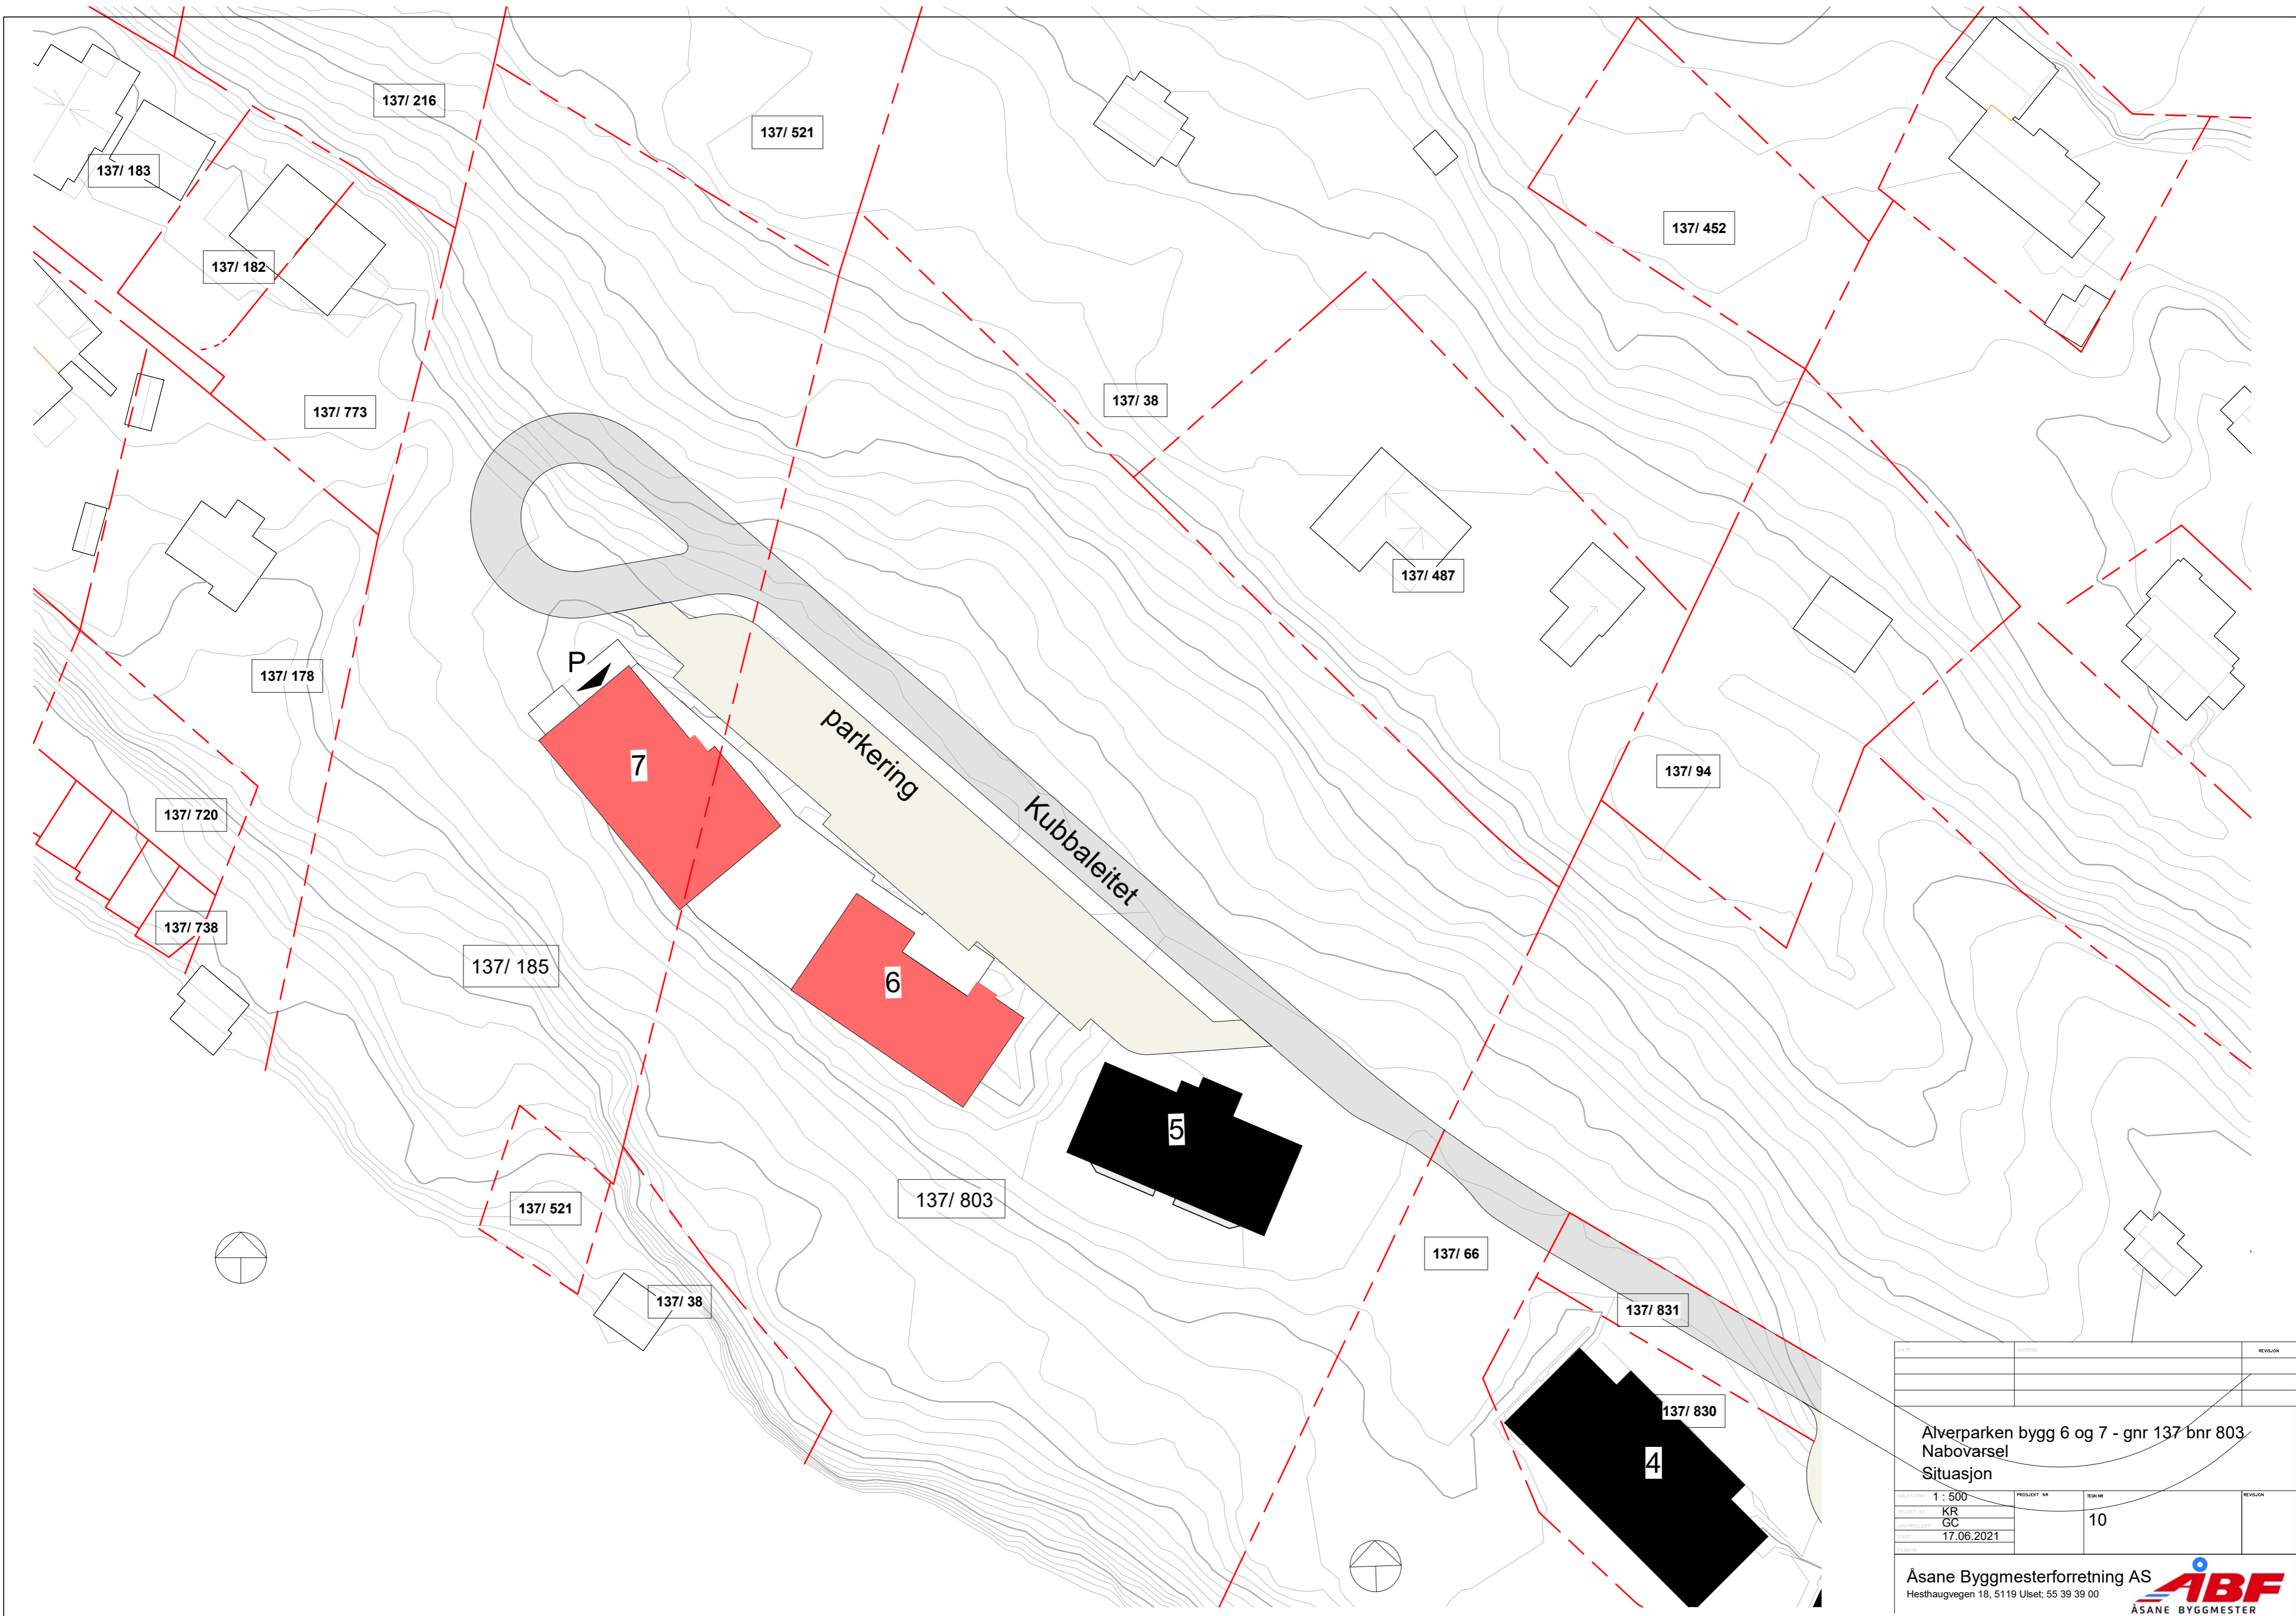 137/ 216
137/ 521
137/ 183
137/ 452
137/ 182
137/ 38
137/ 773
137/ 487
P
137/ 178
7
parkering
137/ 94
137/ 720
Kubbaleitet
137/ 738
137/ 185
6
5
137/ 803
137/ 521
137/ 66
137/ 38
137/ 831
137/ 830
4
REVISJON
Alverparken bygg 6 og 7 - gnr 137 bnr 803
Nabovarsel
Situasjon
1 : 500
PROSJEKT NR
TEGN NR
REVISJON
KR
10
GC
17.06.2021
Åsane Byggmesterforretning AS
Hesthaugvegen 18, 5119 Ulset; 55 39 39 00
ÅBF
ÅSANE BYGGMESTER